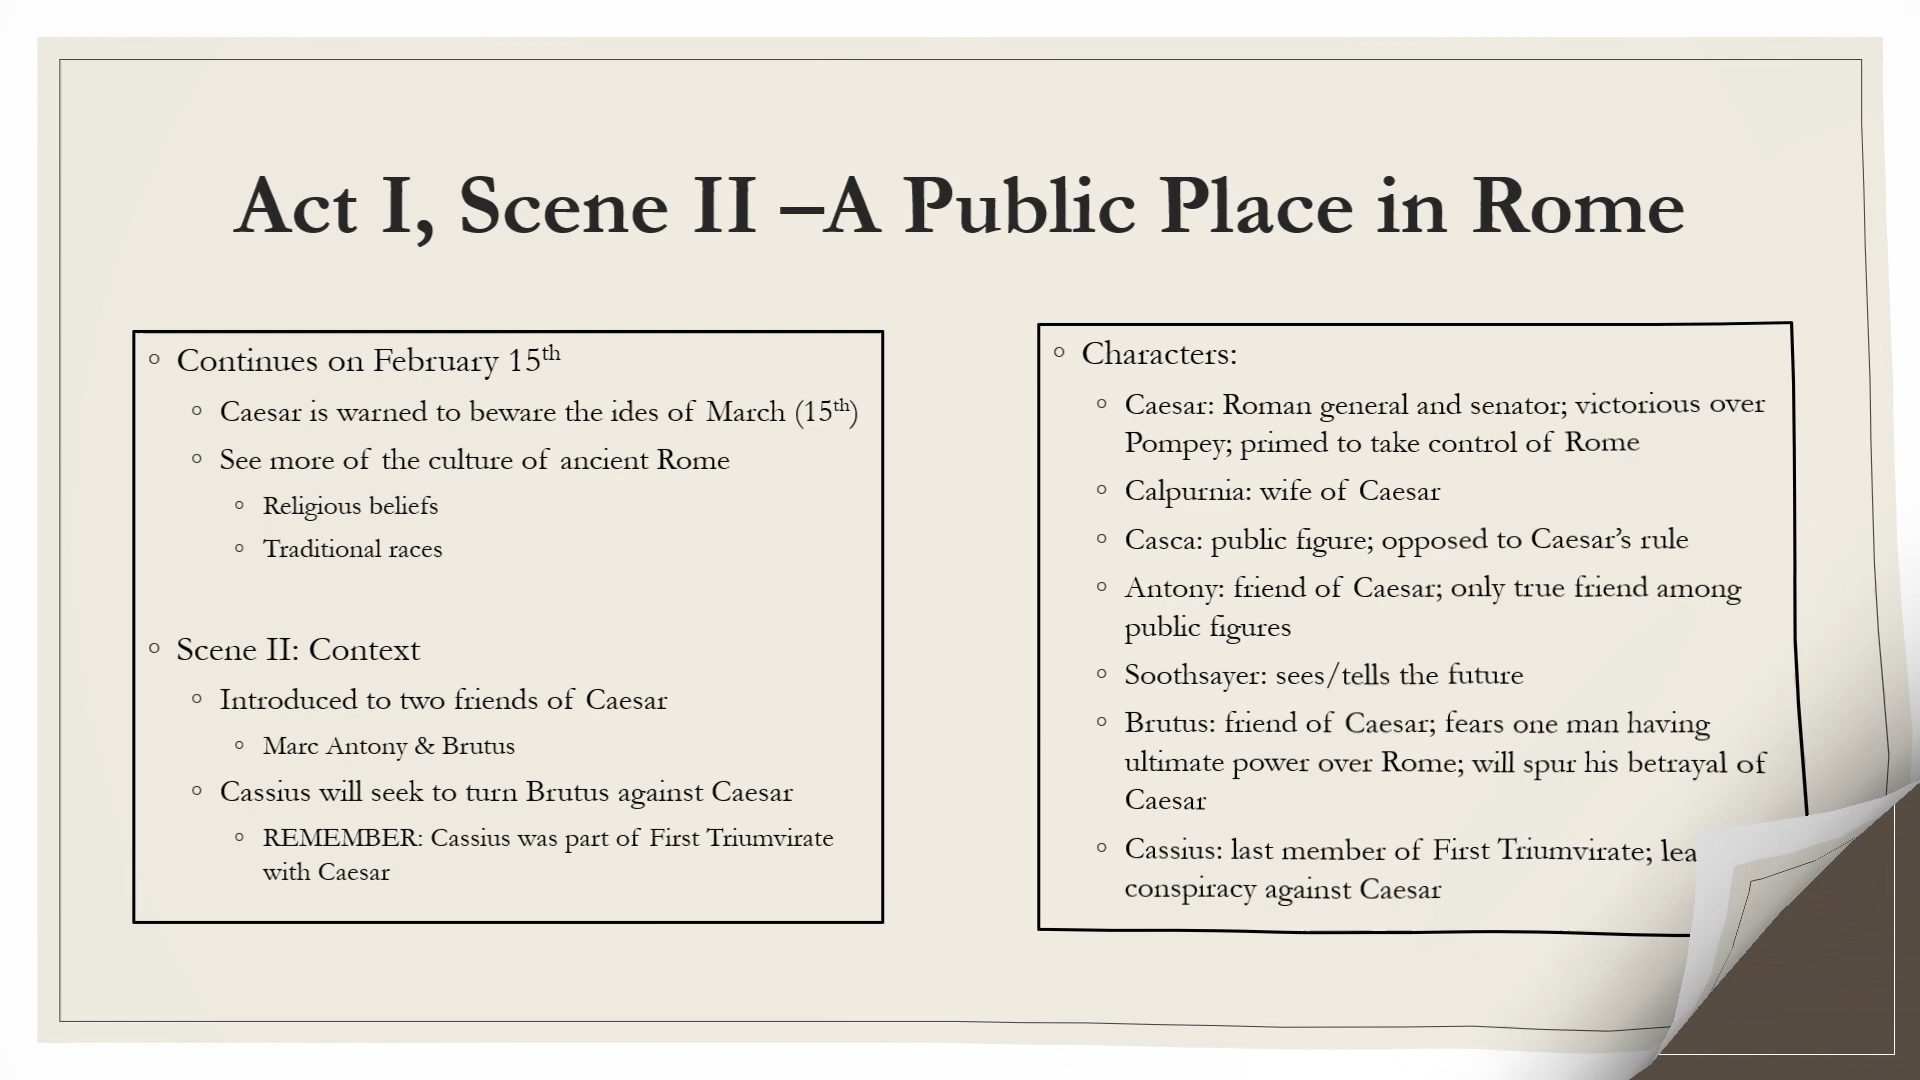 Act I, Scene II –A Public Place in Rome
Continues on February 15th
Caesar is warned to beware the ides of March (15th)
See more of the culture of ancient Rome
Religious beliefs
Traditional races
Scene II: Context
Introduced to two friends of Caesar
Marc Antony & Brutus
Cassius will seek to turn Brutus against Caesar
REMEMBER: Cassius was part of First Triumvirate
with Caesar
Characters:
Caesar: Roman general and senator; victorious over
Pompey; primed to take control of Rome
Calpurnia: wife of Caesar
Casca: public figure; opposed to Caesar’s rule
Antony: friend of Caesar; only true friend among
public figures
Soothsayer: sees/tells the future
Brutus: friend of Caesar; fears one man having
ultimate power over Rome; will spur his betrayal of
Caesar
Cassius: last member of First Triumvirate;
conspiracy against Caesar